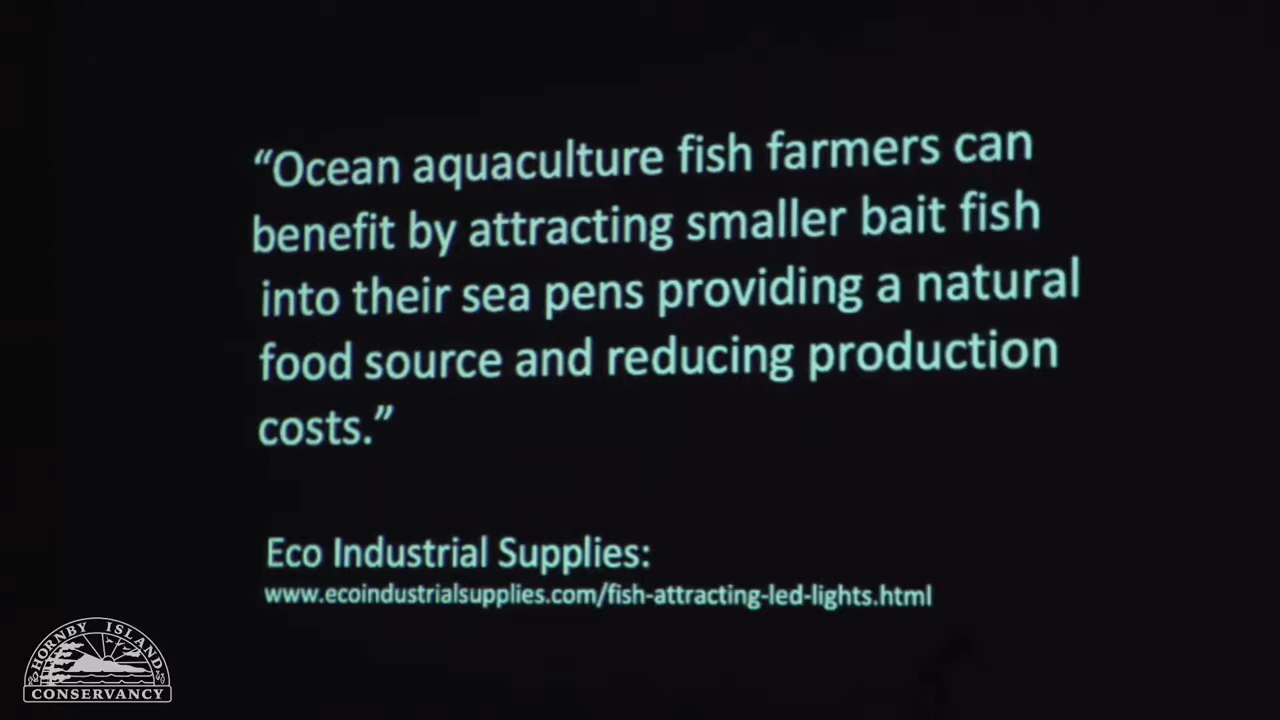 “Ocean aquaculture fish farmers can
benefit by attracting smaller bait fish
into their sea pens providing a natural
food source and reducing production
costs.”
Eco Industrial Supplies:
www.ecoindustrialsupplies.com/fish-attracting-led-lights.html
HORNBY ISLAND
CONSERVANCY